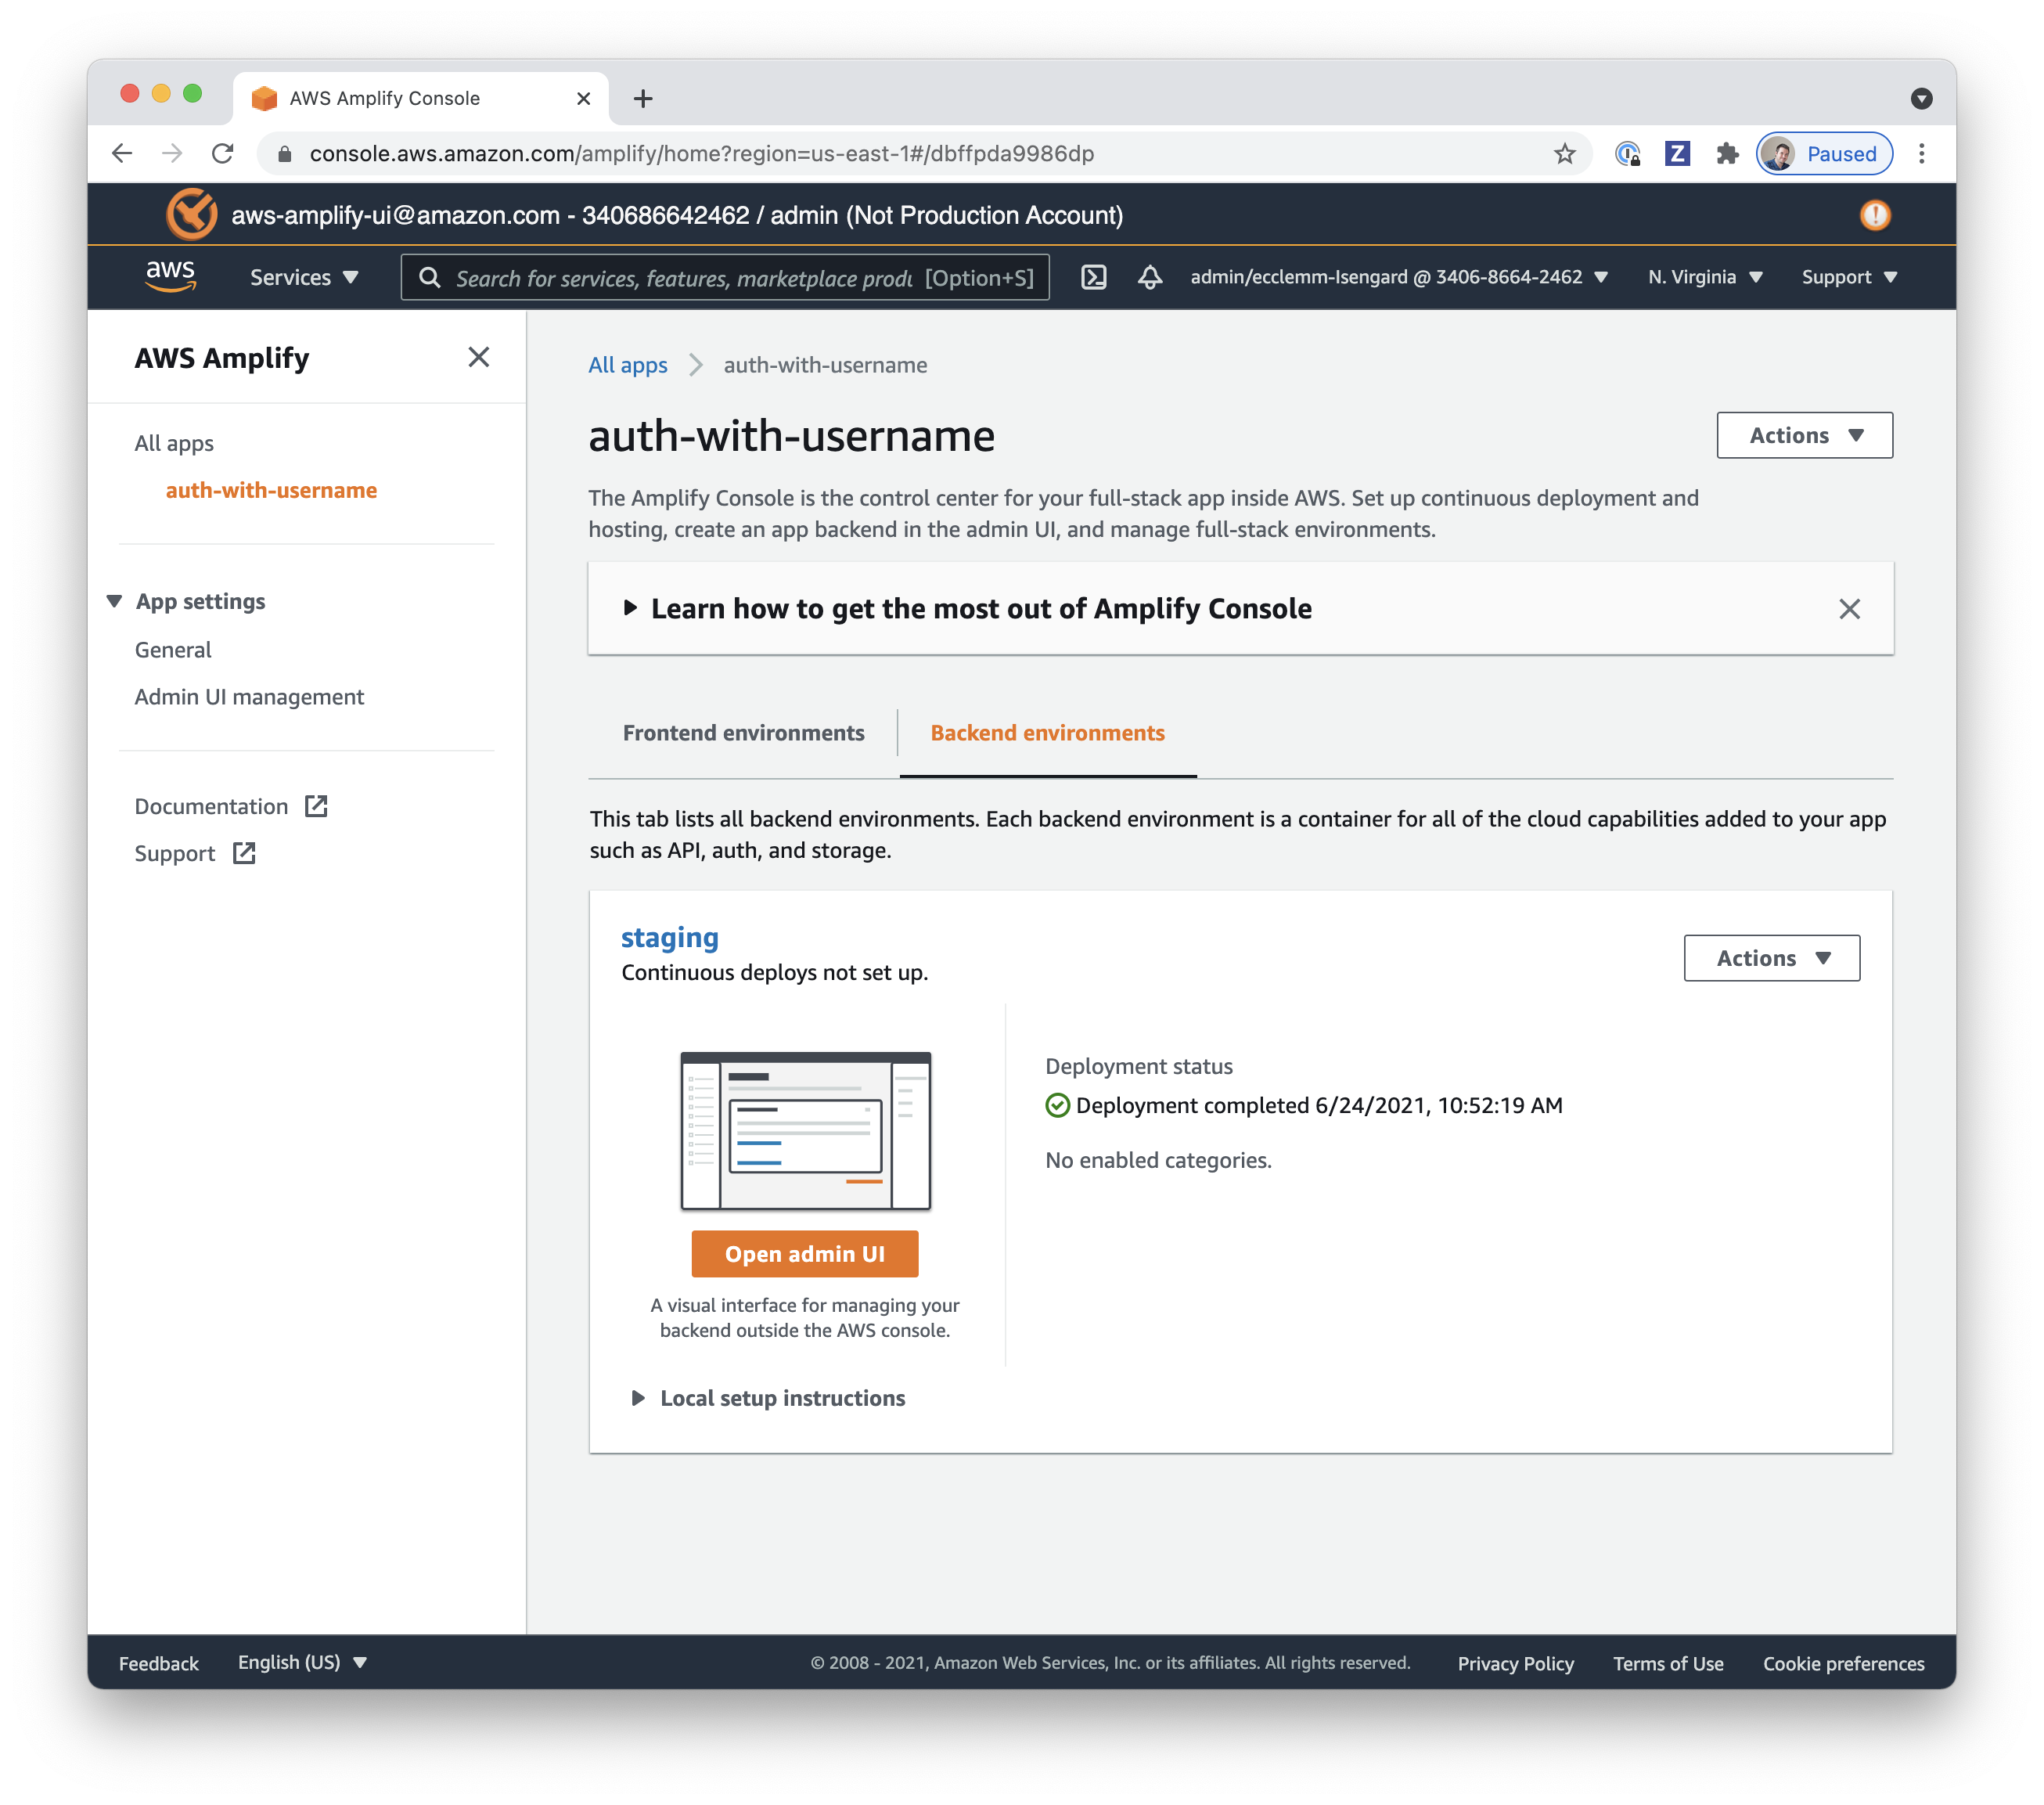 AWS Amplify Console
console.aws.amazon.com/amplify/home?region=us-east-1#/dbffpda9986dp
Z
Paused
aws-amplify-ui@amazon.com - 340686642462 / admin (Not Production Account)
aws
Services
Search for services, features, marketplace produ
[Option+S]
admin/ecclemm-Isengard @ 3406-8664-2462
N. Virginia
Support
AWS Amplify
All apps
auth-with-username
App settings
General
Admin UI management
Documentation
Support
All apps
auth-with-username
auth-with-username
Actions
The Amplify Console is the control center for your full-stack app inside AWS. Set up continuous deployment and
hosting, create an app backend in the admin UI, and manage full-stack environments.
Learn how to get the most out of Amplify Console
Frontend environments
Backend environments
This tab lists all backend environments. Each backend environment is a container for all of the cloud capabilities added to your app
such as API, auth, and storage.
staging
Continuous deploys not set up.
Actions
Open admin UI
A visual interface for managing your
backend outside the AWS console.
Deployment status
Deployment completed 6/24/2021, 10:52:19 AM
No enabled categories.
Local setup instructions
Feedback
English (US)
© 2008 - 2021, Amazon Web Services, Inc. or its affiliates. All rights reserved.
Privacy Policy
Terms of Use
Cookie preferences